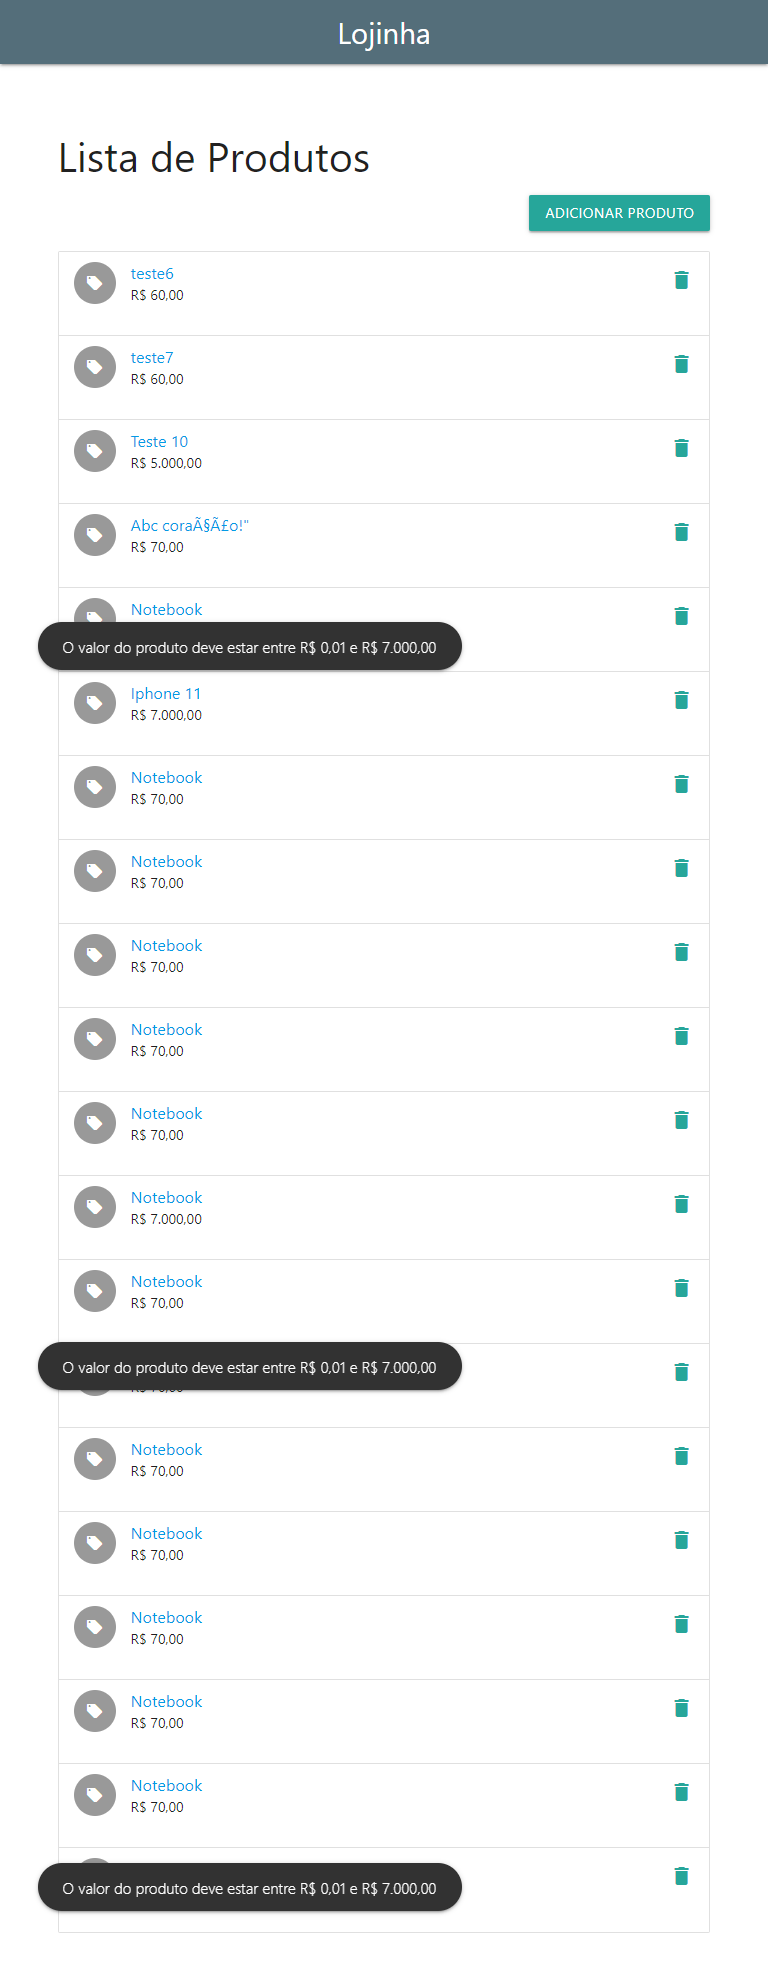 Lojinha
Lista de Produtos
ADICIONAR PRODUTO
teste6
R$ 60,00
teste7
R$ 60,00
Teste 10
R$ 5.000,00
Abc coraÃ§Ã£o!"
R$ 70,00
Notebook
O valor do produto deve estar entre R$ 0,01 e R$ 7.000,00
Iphone 11
R$ 7.000,00
Notebook
R$ 70,00
Notebook
R$ 70,00
Notebook
R$ 70,00
Notebook
R$ 70,00
Notebook
R$ 70,00
Notebook
R$ 7.000,00
Notebook
R$ 70,00
O valor do produto deve estar entre R$ 0,01 e R$ 7.000,00
Notebook
R$ 70,00
Notebook
R$ 70,00
Notebook
R$ 70,00
Notebook
R$ 70,00
Notebook
R$ 70,00
O valor do produto deve estar entre R$ 0,01 e R$ 7.000,00